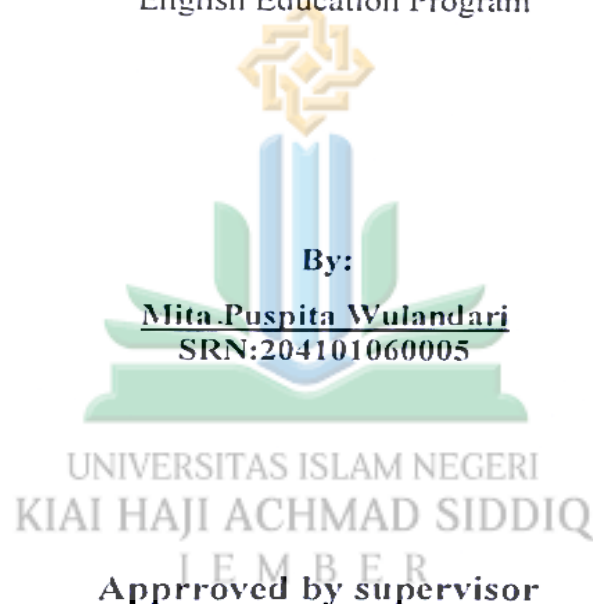 English Education Program
By:
Mita Puspita Wulandari
SRN:204101060005
UNIVERSITAS ISLAM NEGERI
KIAI HAJI ACHMAD SIDDIQ
JEMBER
Apprroved by supervisor